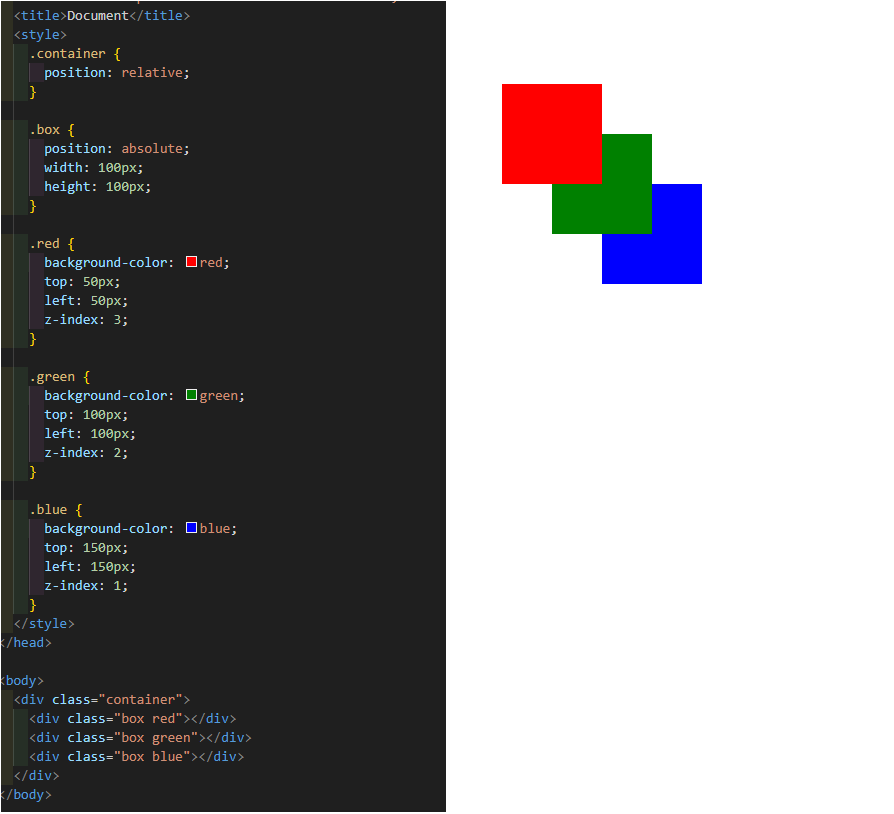 <title>Document</title>
<style>
.container {
position: relative;
}
.box {
position: absolute;
width: 100px;
height: 100px;
}
.red {
background-color: red;
top: 50px;
left: 50px;
z-index: 3;
}
.green {
background-color: green;
top: 100px;
left: 100px;
z-index: 2;
}
.blue {
background-color: blue;
top: 150px;
left: 150px;
z-index: 1;
}
</style>
</head>
<body>
<div class="container">
<div class="box red"></div>
<div class="box green"></div>
<div class="box blue"></div>
</div>
</body>